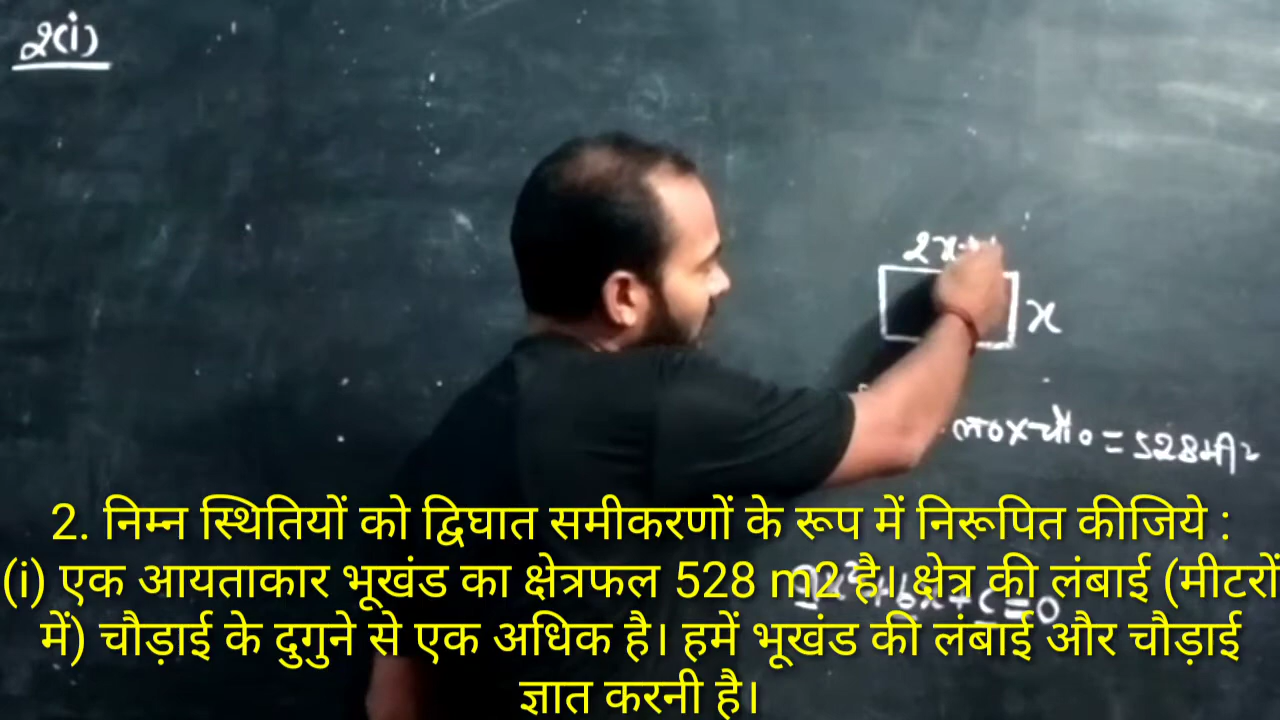 2(i)
2x+1
x
ल० × चौ० = 528 मी²
2. निम्न स्थितियों को द्विघात समीकरणों के रूप में निरूपित कीजिये :
(i) एक आयताकार भूखंड का क्षेत्रफल 528 m2 है। क्षेत्र की लंबाई (मीटरों
में) चौड़ाई के दुगुने से एक अधिक है। हमें भूखंड की लंबाई और चौड़ाई
ज्ञात करनी है।